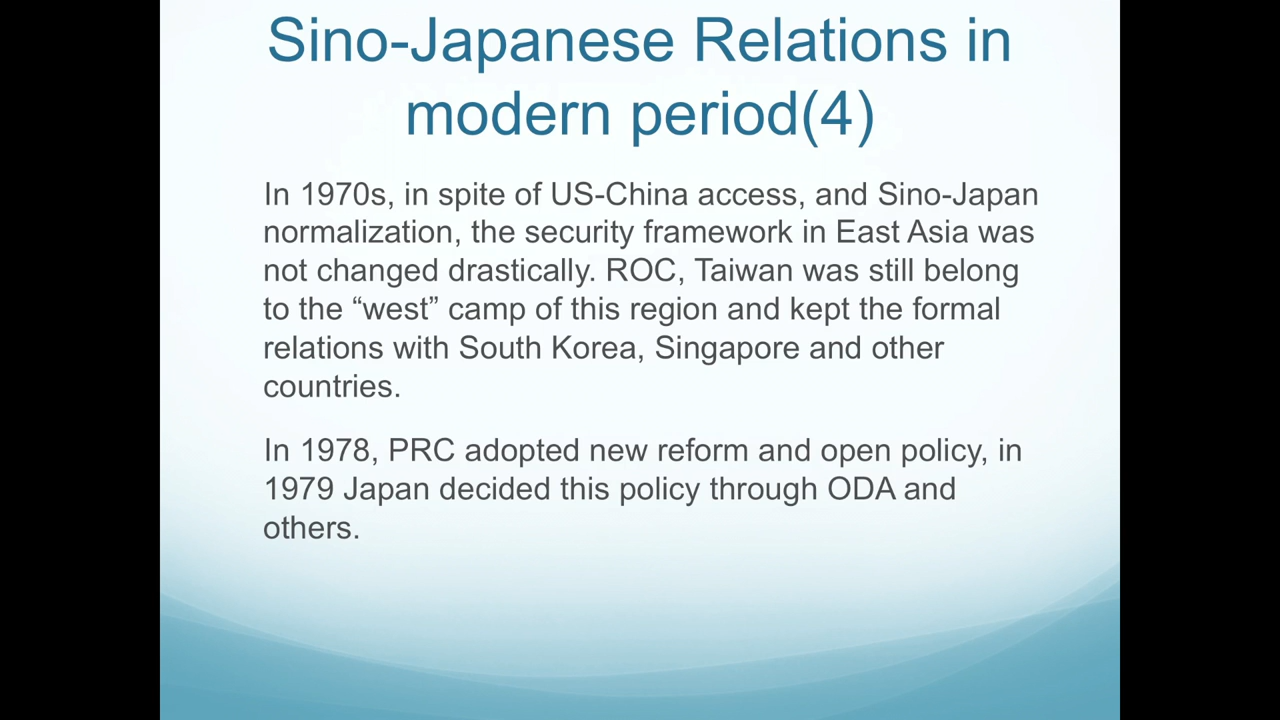 Sino-Japanese Relations in
modern period(4)
In 1970s, in spite of US-China access, and Sino-Japan
normalization, the security framework in East Asia was
not changed drastically. ROC, Taiwan was still belong
to the “west” camp of this region and kept the formal
relations with South Korea, Singapore and other
countries.
In 1978, PRC adopted new reform and open policy, in
1979 Japan decided this policy through ODA and
others.